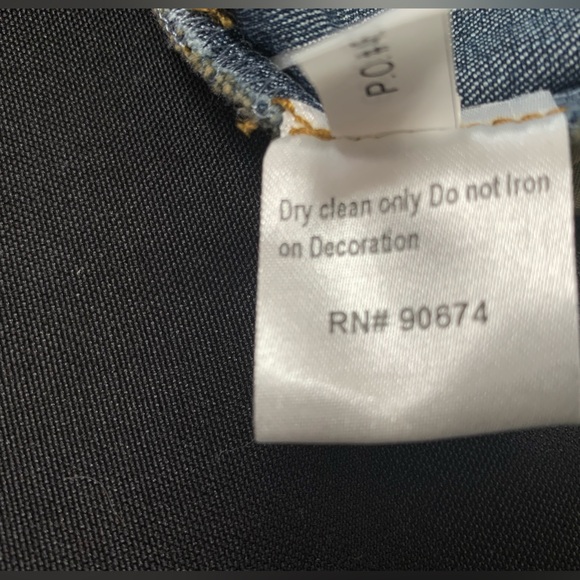 P.O##
Dry clean only Do not Iron
on Decoration
RN# 90674